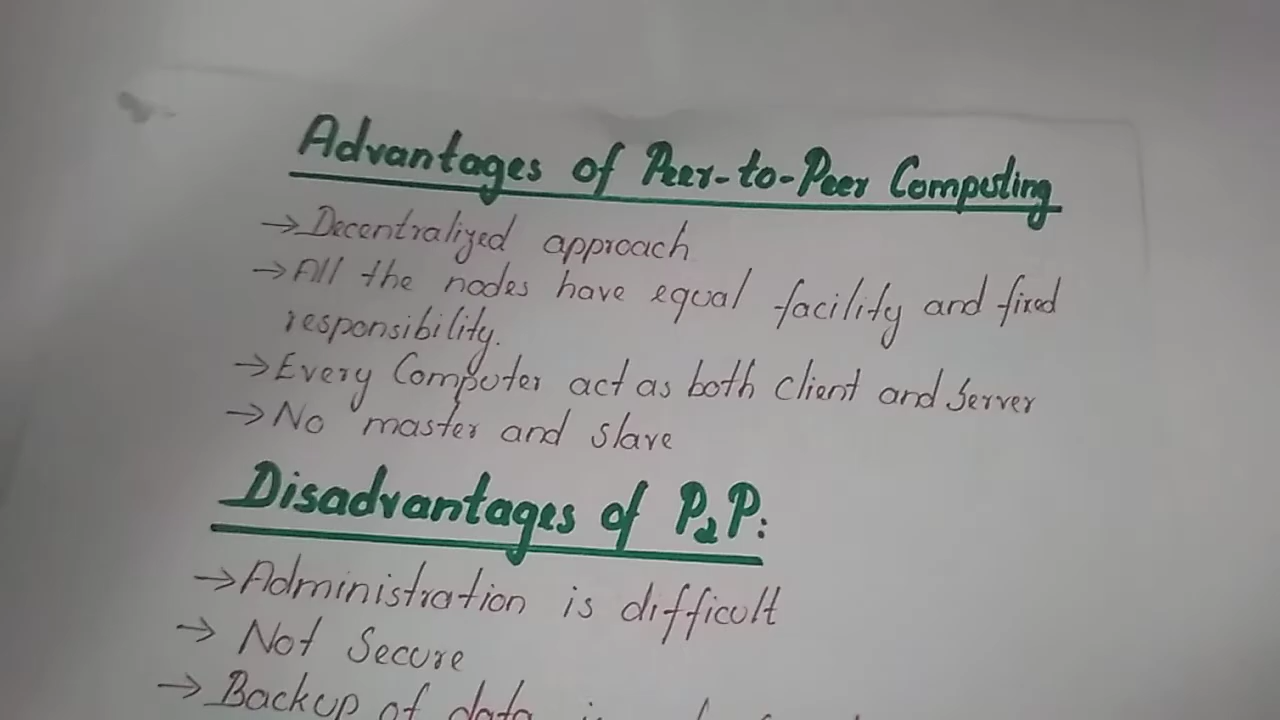 Advantages of Peer-to-Peer Computing
→ Decentralized approach
→ All the nodes have equal facility and fixed
responsibility.
→ Every Computer act as both Client and Server
→ No master and slave
Disadvantages of P2P:
→ Administration is difficult
→ Not Secure
→ Backup of data